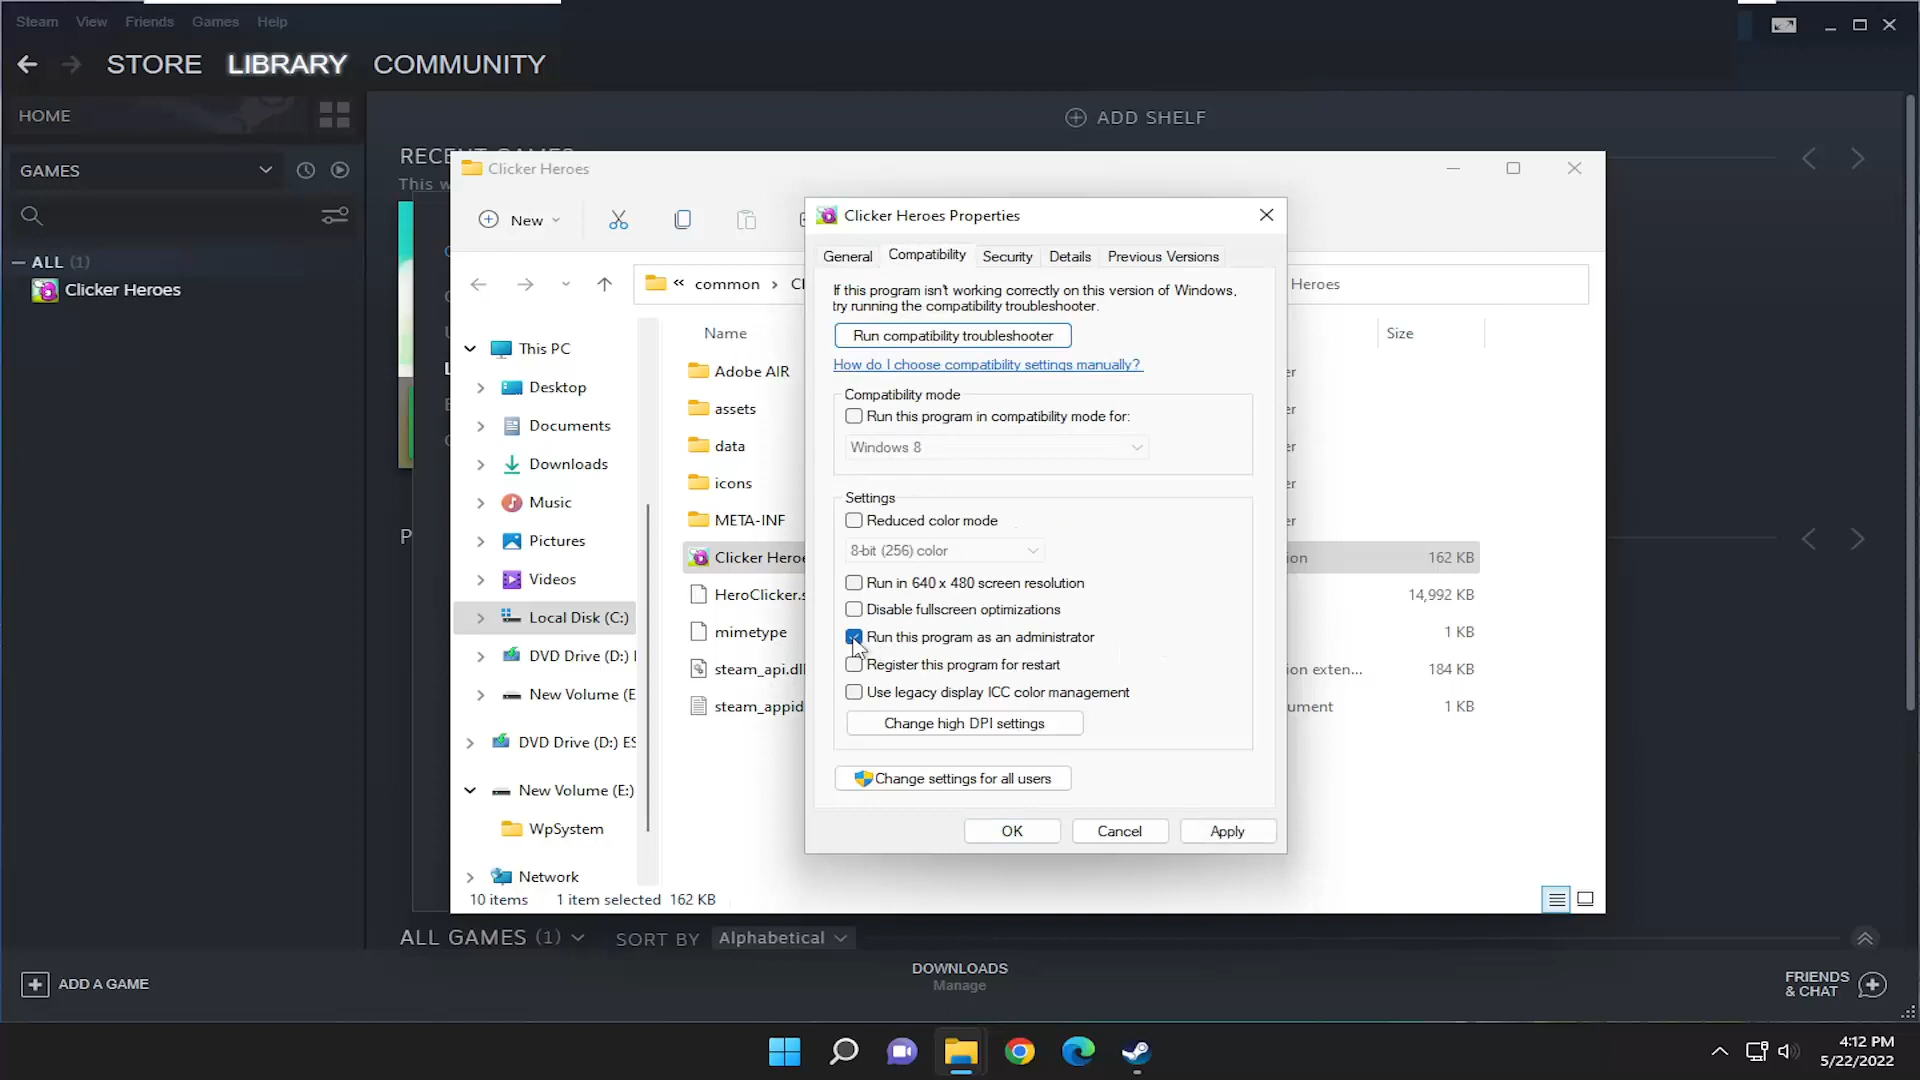 Steam View Friends Games Help
STORE LIBRARY COMMUNITY
HOME
GAMES
ALL (1)
Clicker Heroes
ADD SHELF
This w
Clicker Heroes
New
common
Heroes
This PC
Desktop
Documents
Downloads
Music
Pictures
Videos
Local Disk (C:)
DVD Drive (D:)
New Volume (E
DVD Drive (D:) ES
New Volume (E:)
WpSystem
Network
Name
Size
Adobe AIR
assets
data
icons
META-INF
Clicker Heroe
162 KB
HeroClicker.s
14,992 KB
mimetype
1 KB
steam_api.dll
ion exten...
184 KB
steam_appid
ument
1 KB
10 items 1 item selected 162 KB
Clicker Heroes Properties
General Compatibility Security Details Previous Versions
If this program isn't working correctly on this version of Windows,
try running the compatibility troubleshooter.
Run compatibility troubleshooter
How do I choose compatibility settings manually?
Compatibility mode
Run this program in compatibility mode for:
Windows 8
Settings
Reduced color mode
8-bit (256) color
Run in 640 x 480 screen resolution
Disable fullscreen optimizations
Run this program as an administrator
Register this program for restart
Use legacy display ICC color management
Change high DPI settings
Change settings for all users
OK Cancel Apply
ALL GAMES (1) SORT BY Alphabetical
ADD A GAME
DOWNLOADS
Manage
FRIENDS
& CHAT
4:12 PM
5/22/2022